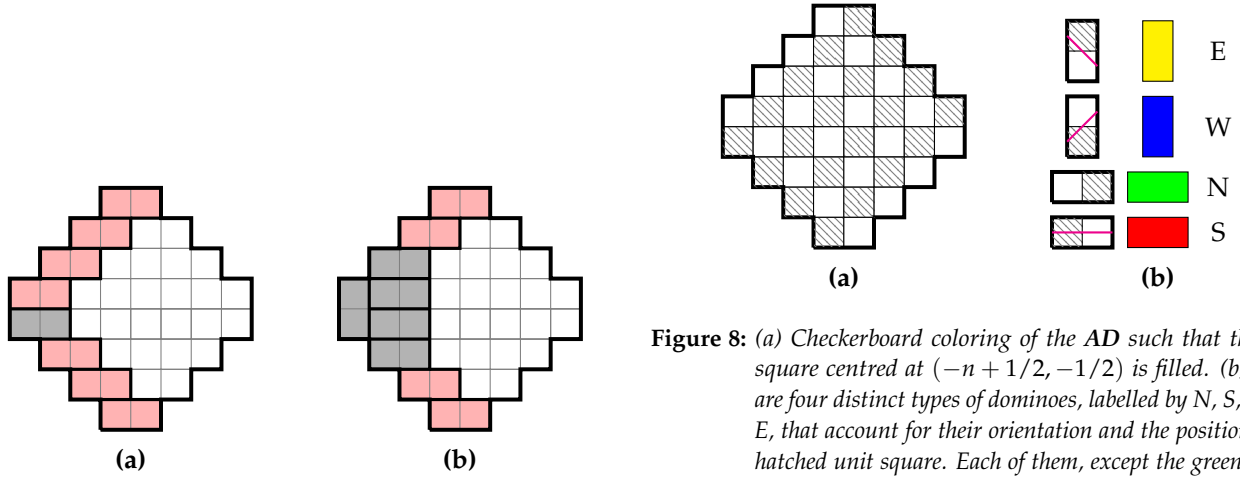 (a)
(b)
E
W
N
S
(a)
(b)
Figure 8: (a) Checkerboard coloring of the AD such that th
square centred at (−n + 1/2, −1/2) is filled. (b
are four distinct types of dominoes, labelled by N, S,
E, that account for their orientation and the position
hatched unit square. Each of them, except the green